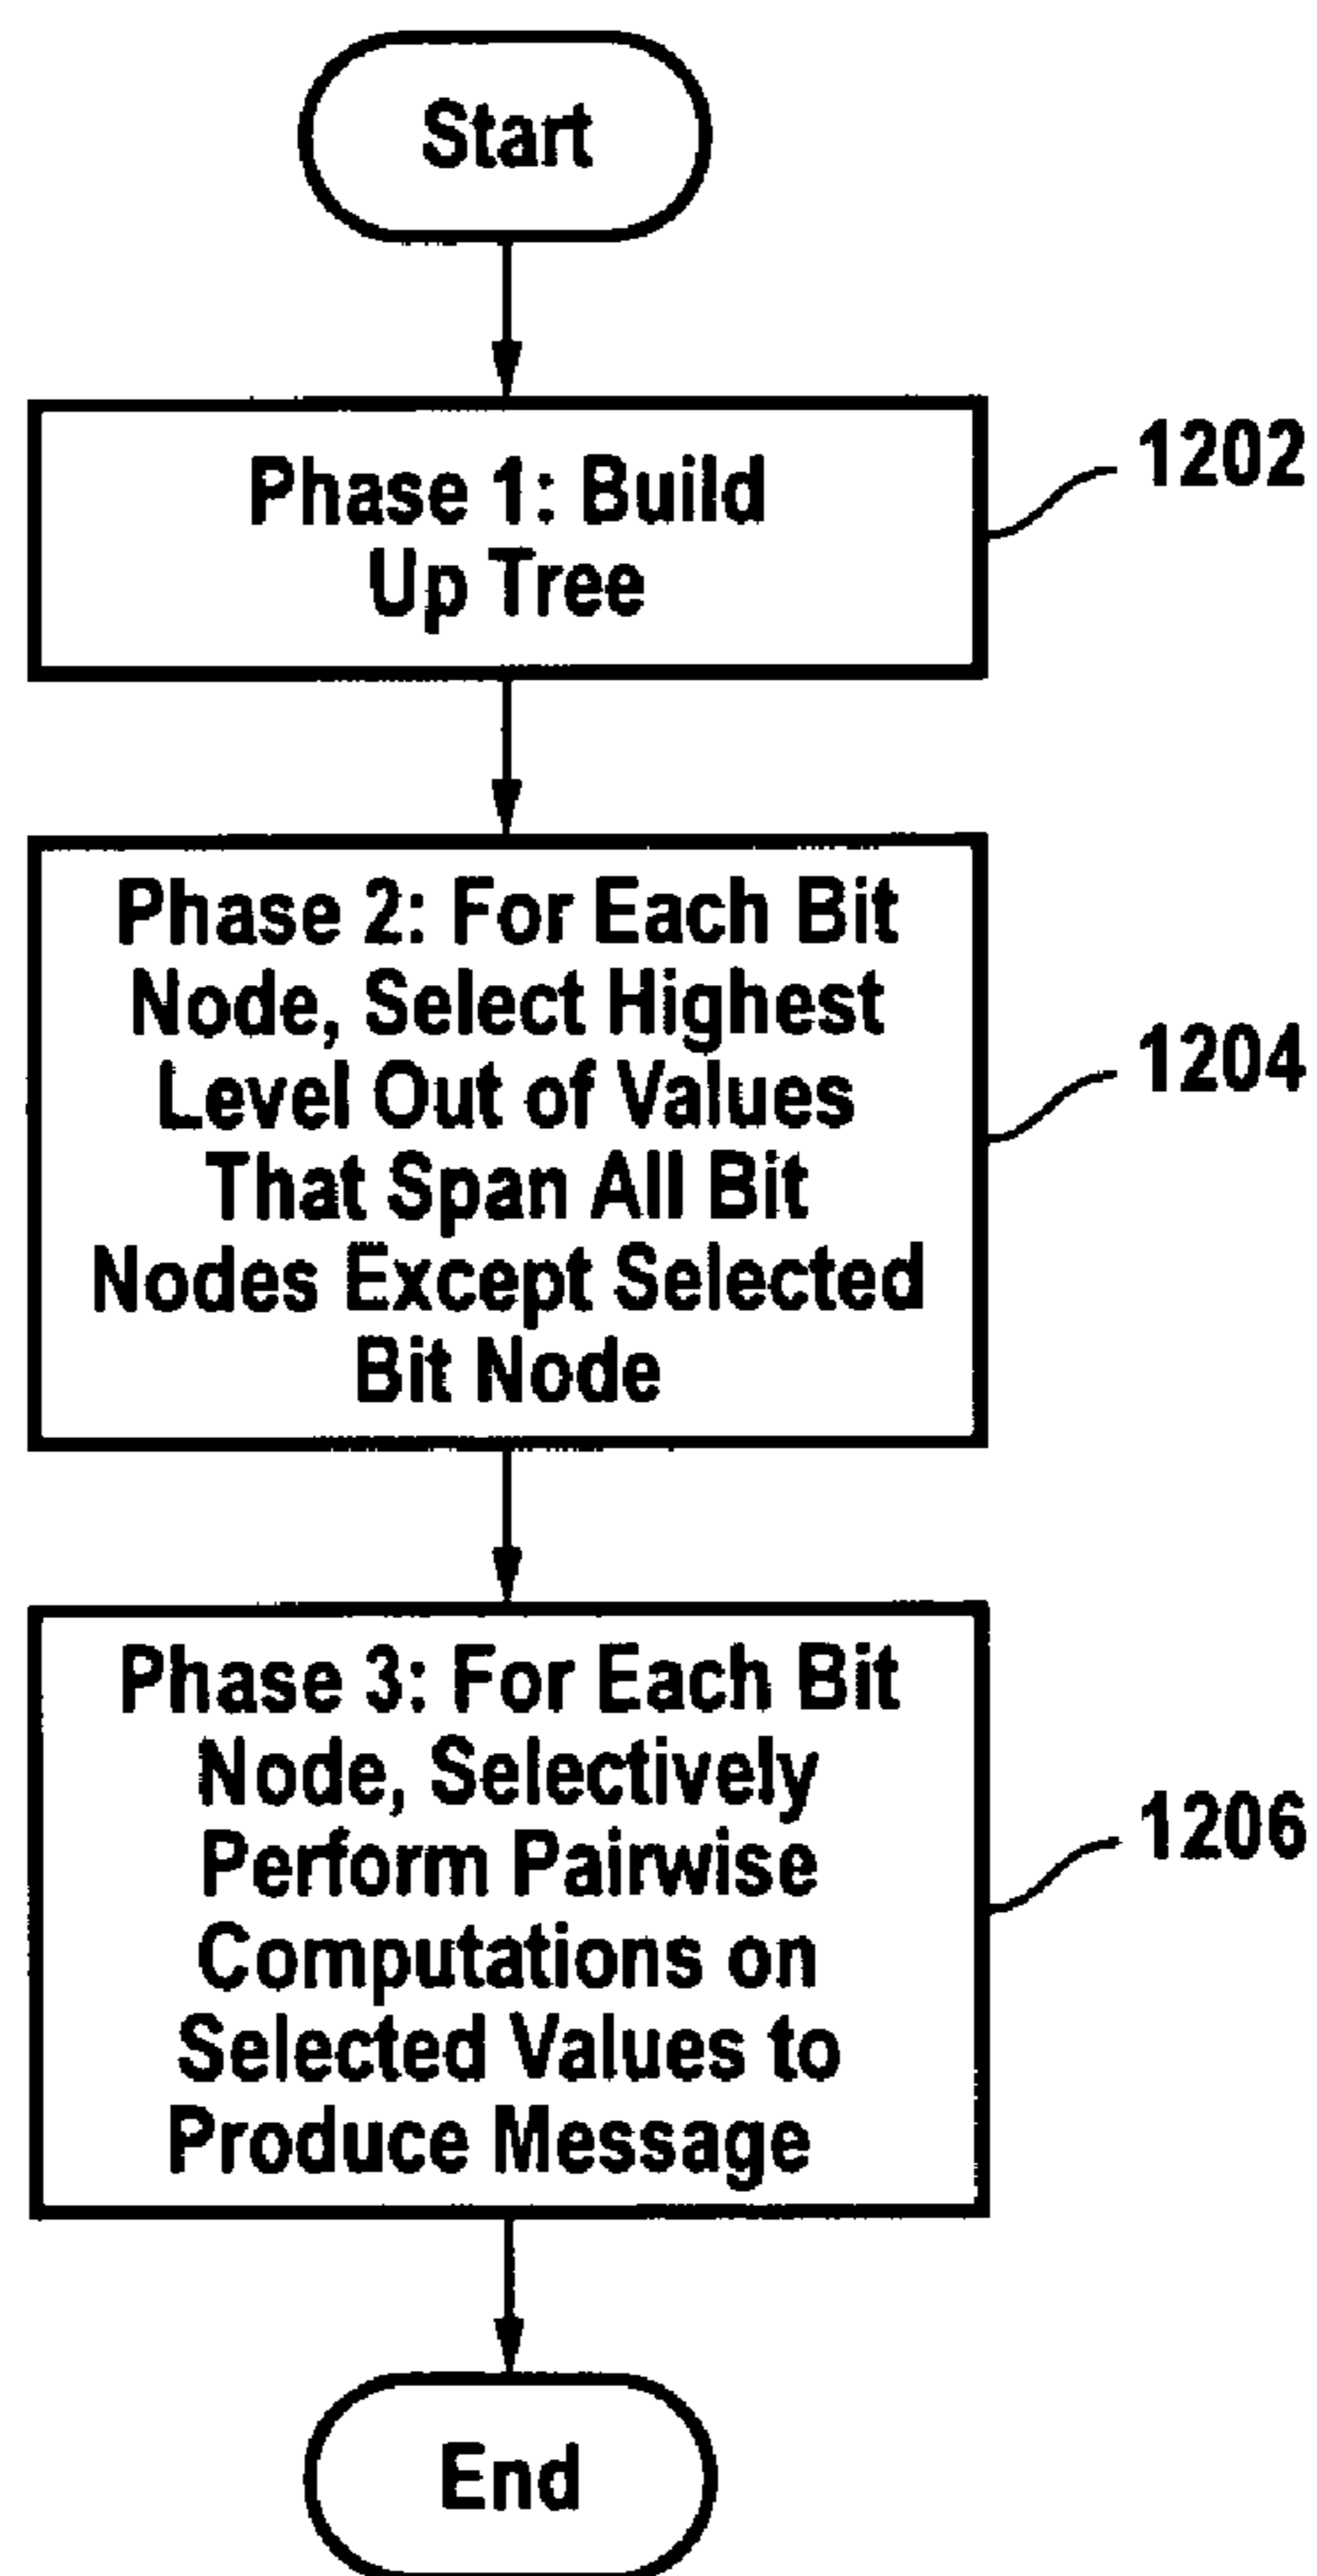 Start
Phase 1: Build
Up Tree
1202
Phase 2: For Each Bit
Node, Select Highest
Level Out of Values
That Span All Bit
Nodes Except Selected
Bit Node
1204
Phase 3: For Each Bit
Node, Selectively
Perform Pairwise
Computations on
Selected Values to
Produce Message
1206
End